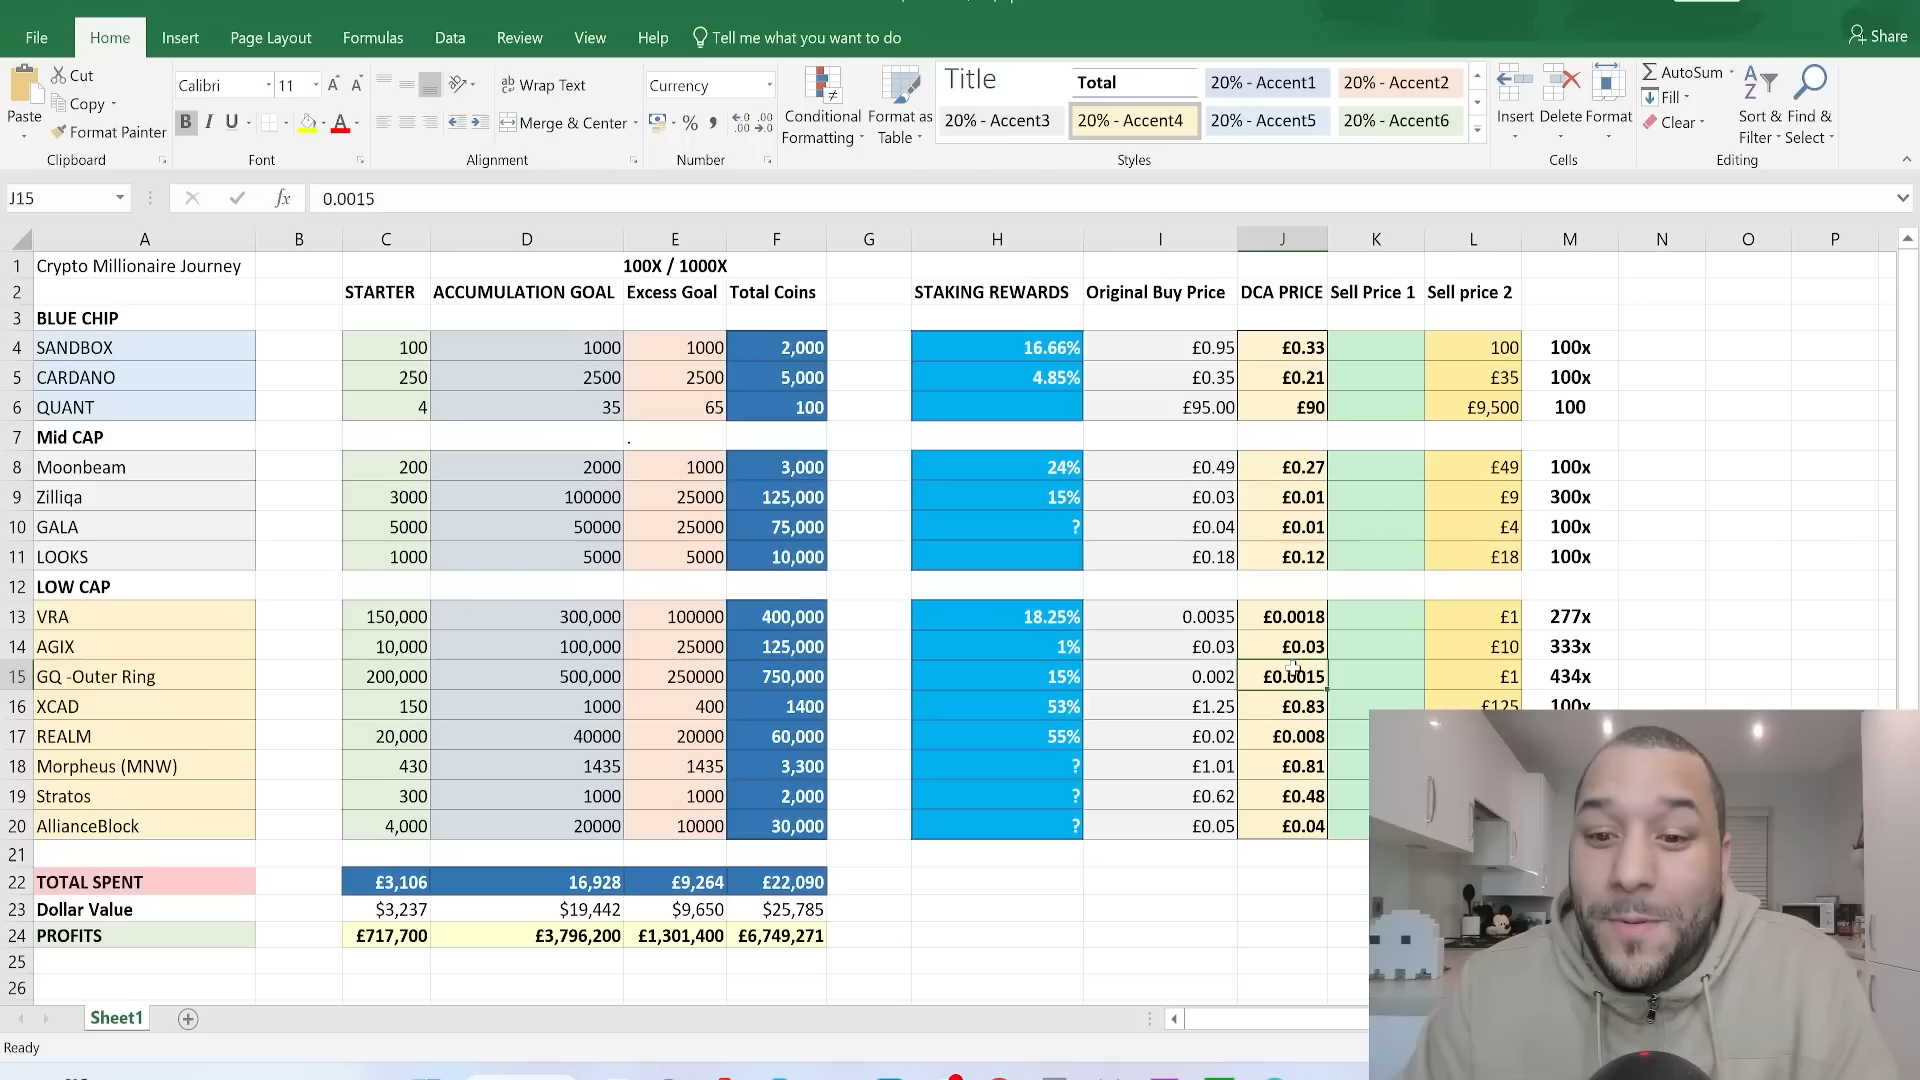 File Home Insert Page Layout Formulas Data Review View Help Tell me what you want to do Share
Cut
Copy
Format Painter
Paste
Clipboard
Calibri 11 A A
B I U A
Font
Wrap Text
Merge & Center
Alignment
Currency
% ,
Number
Conditional Formatting
Format as Table
Title Total 20% - Accent1 20% - Accent2
20% - Accent3 20% - Accent4 20% - Accent5 20% - Accent6
Styles
Insert Delete Format
Cells
AutoSum
Fill
Clear
Sort & Filter
Find & Select
Editing
J15 fx 0.0015
A B C D E F G H I J K L M N O P
1 Crypto Millionaire Journey 100X / 1000X
2 STARTER ACCUMULATION GOAL Excess Goal Total Coins STAKING REWARDS Original Buy Price DCA PRICE Sell Price 1 Sell price 2
3 BLUE CHIP
4 SANDBOX 100 1000 1000 2,000 16.66% £0.95 £0.33 100 100x
5 CARDANO 250 2500 2500 5,000 4.85% £0.35 £0.21 £35 100x
6 QUANT 4 35 65 100 £95.00 £90 £9,500 100
7 Mid CAP .
8 Moonbeam 200 2000 1000 3,000 24% £0.49 £0.27 £49 100x
9 Zilliqa 3000 100000 25000 125,000 15% £0.03 £0.01 £9 300x
10 GALA 5000 50000 25000 75,000 ? £0.04 £0.01 £4 100x
11 LOOKS 1000 5000 5000 10,000 £0.18 £0.12 £18 100x
12 LOW CAP
13 VRA 150,000 300,000 100000 400,000 18.25% 0.0035 £0.0018 £1 277x
14 AGIX 10,000 100,000 25000 125,000 1% £0.03 £0.03 £10 333x
15 GQ -Outer Ring 200,000 500,000 250000 750,000 15% 0.002 £0.0015 £1 434x
16 XCAD 150 1000 400 1400 53% £1.25 £0.83 £125 100x
17 REALM 20,000 40000 20000 60,000 55% £0.02 £0.008
18 Morpheus (MNW) 430 1435 1435 3,300 ? £1.01 £0.81
19 Stratos 300 1000 1000 2,000 ? £0.62 £0.48
20 AllianceBlock 4,000 20000 10000 30,000 ? £0.05 £0.04
21
22 TOTAL SPENT £3,106 16,928 £9,264 £22,090
23 Dollar Value $3,237 $19,442 $9,650 $25,785
24 PROFITS £717,700 £3,796,200 £1,301,400 £6,749,271
25
26
Sheet1
Ready